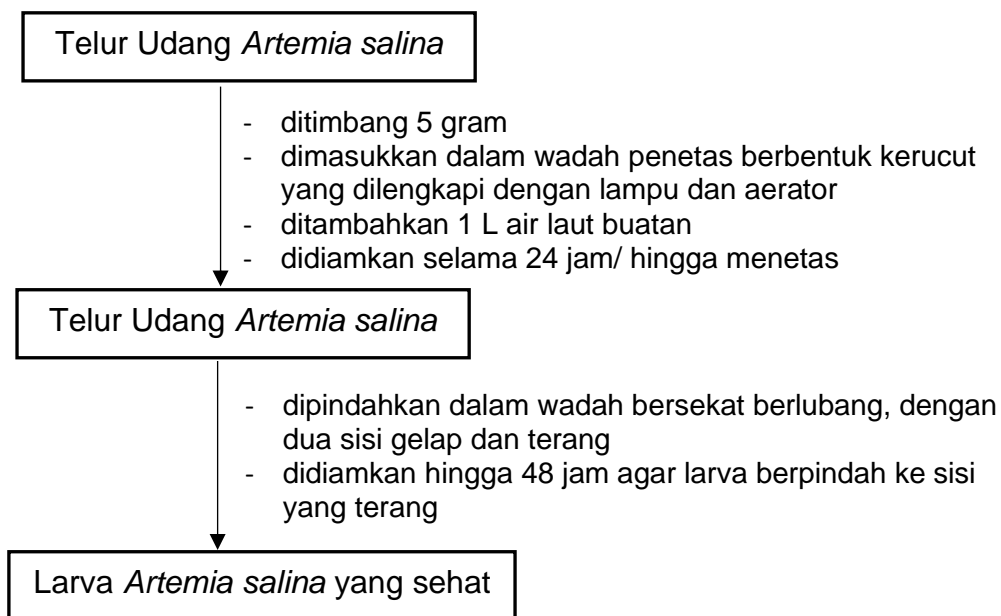 Telur Udang Artemia salina
- ditimbang 5 gram
- dimasukkan dalam wadah penetas berbentuk kerucut
yang dilengkapi dengan lampu dan aerator
- ditambahkan 1 L air laut buatan
- didiamkan selama 24 jam/ hingga menetas
Telur Udang Artemia salina
- dipindahkan dalam wadah bersekat berlubang, dengan
dua sisi gelap dan terang
- didiamkan hingga 48 jam agar larva berpindah ke sisi
yang terang
Larva Artemia salina yang sehat